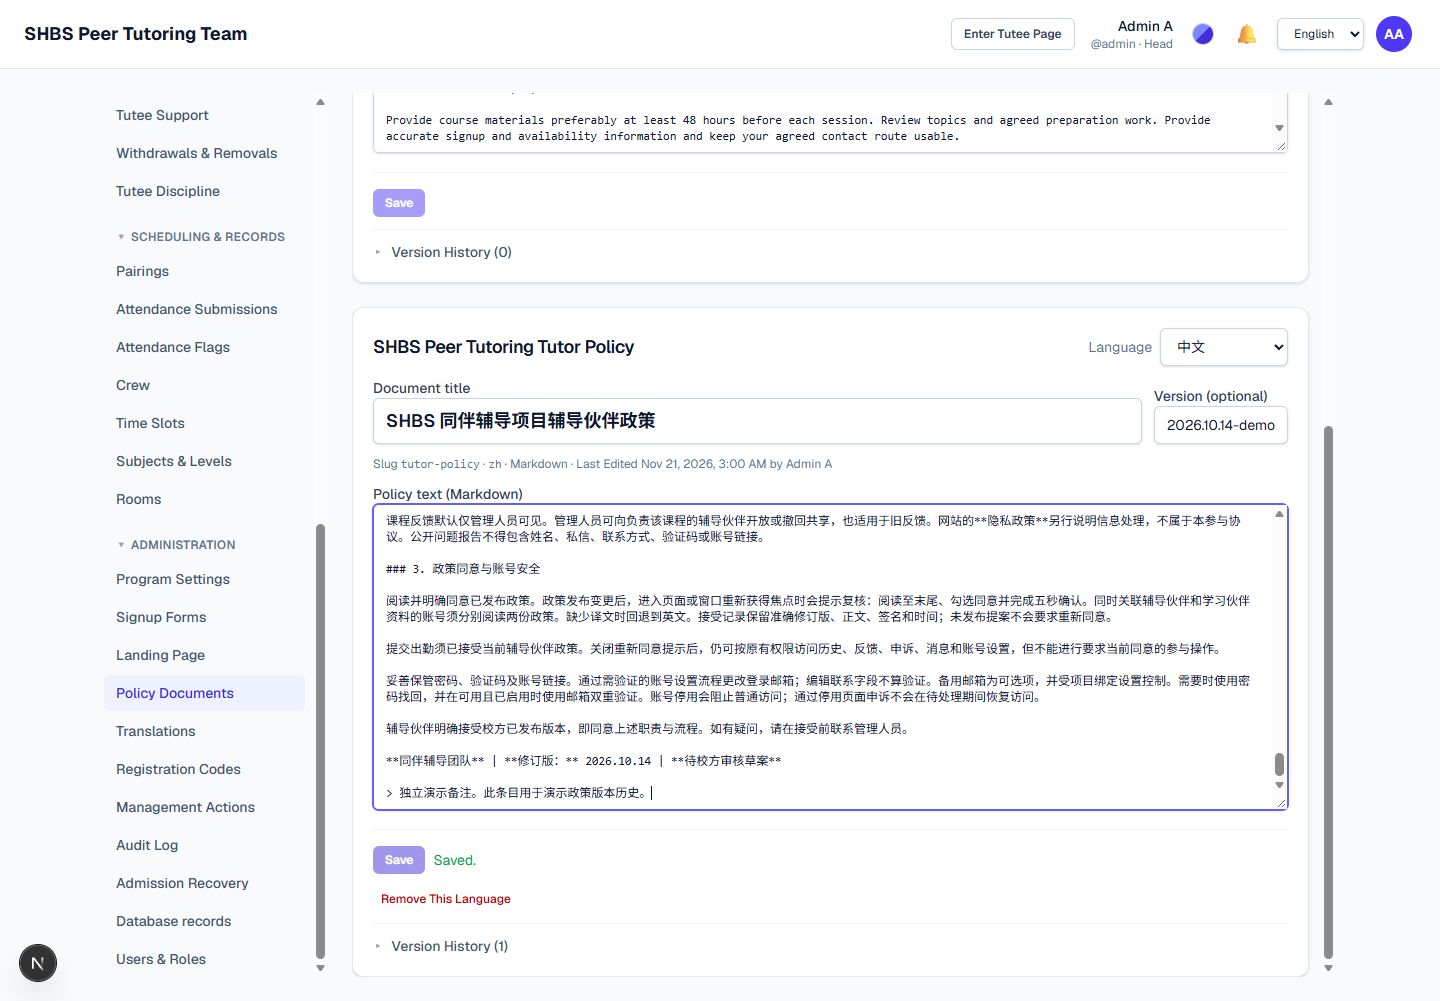 SHBS Peer Tutoring Team
Enter Tutee Page
Admin A
@admin · Head
English
AA
Tutee Support
Withdrawals & Removals
Tutee Discipline
SCHEDULING & RECORDS
Pairings
Attendance Submissions
Attendance Flags
Crew
Time Slots
Subjects & Levels
Rooms
ADMINISTRATION
Program Settings
Signup Forms
Landing Page
Policy Documents
Translations
Registration Codes
Management Actions
Audit Log
Admission Recovery
Database records
Users & Roles
N
Provide course materials preferably at least 48 hours before each session. Review topics and agreed preparation work. Provide
accurate signup and availability information and keep your agreed contact route usable.
Save
Version History (0)
SHBS Peer Tutoring Tutor Policy
Language
中文
Document title
Version (optional)
SHBS 同伴辅导项目辅导伙伴政策
2026.10.14-demo
Slug tutor-policy · zh · Markdown · Last Edited Nov 21, 2026, 3:00 AM by Admin A
Policy text (Markdown)
课程反馈默认仅管理人员可见。管理人员可向负责该课程的辅导伙伴开放或撤回共享，也适用于旧反馈。网站的**隐私政策**另行说明信息处理，不属于本参与协
议。公开问题报告不得包含姓名、私信、联系方式、验证码或账号链接。
### 3. 政策同意与账号安全
阅读并明确同意已发布政策。政策发布变更后，进入页面或窗口重新获得焦点时会提示复核：阅读至末尾、勾选同意并完成五秒确认。同时关联辅导伙伴和学习伙伴
资料的账号须分别阅读两份政策。缺少译文时回退到英文。接受记录保留准确修订版、正文、签名和时间；未发布提案不会要求重新同意。
提交出勤须已接受当前辅导伙伴政策。关闭重新同意提示后，仍可按原有权限访问历史、反馈、申诉、消息和账号设置，但不能进行要求当前同意的参与操作。
妥善保管密码、验证码及账号链接。通过需验证的账号设置流程更改登录邮箱；编辑联系字段不算验证。备用邮箱为可选项，并受项目绑定设置控制。需要时使用密
码找回，并在可用且已启用时使用邮箱双重验证。账号停用会阻止普通访问；通过停用页面申诉不会在待处理期间恢复访问。
辅导伙伴明确接受校方已发布版本，即同意上述职责与流程。如有疑问，请在接受前联系管理人员。
**同伴辅导团队** | **修订版：** 2026.10.14 | **待校方审核草案**
> 独立演示备注。此条目用于演示政策版本历史。
Save
Saved.
Remove This Language
Version History (1)